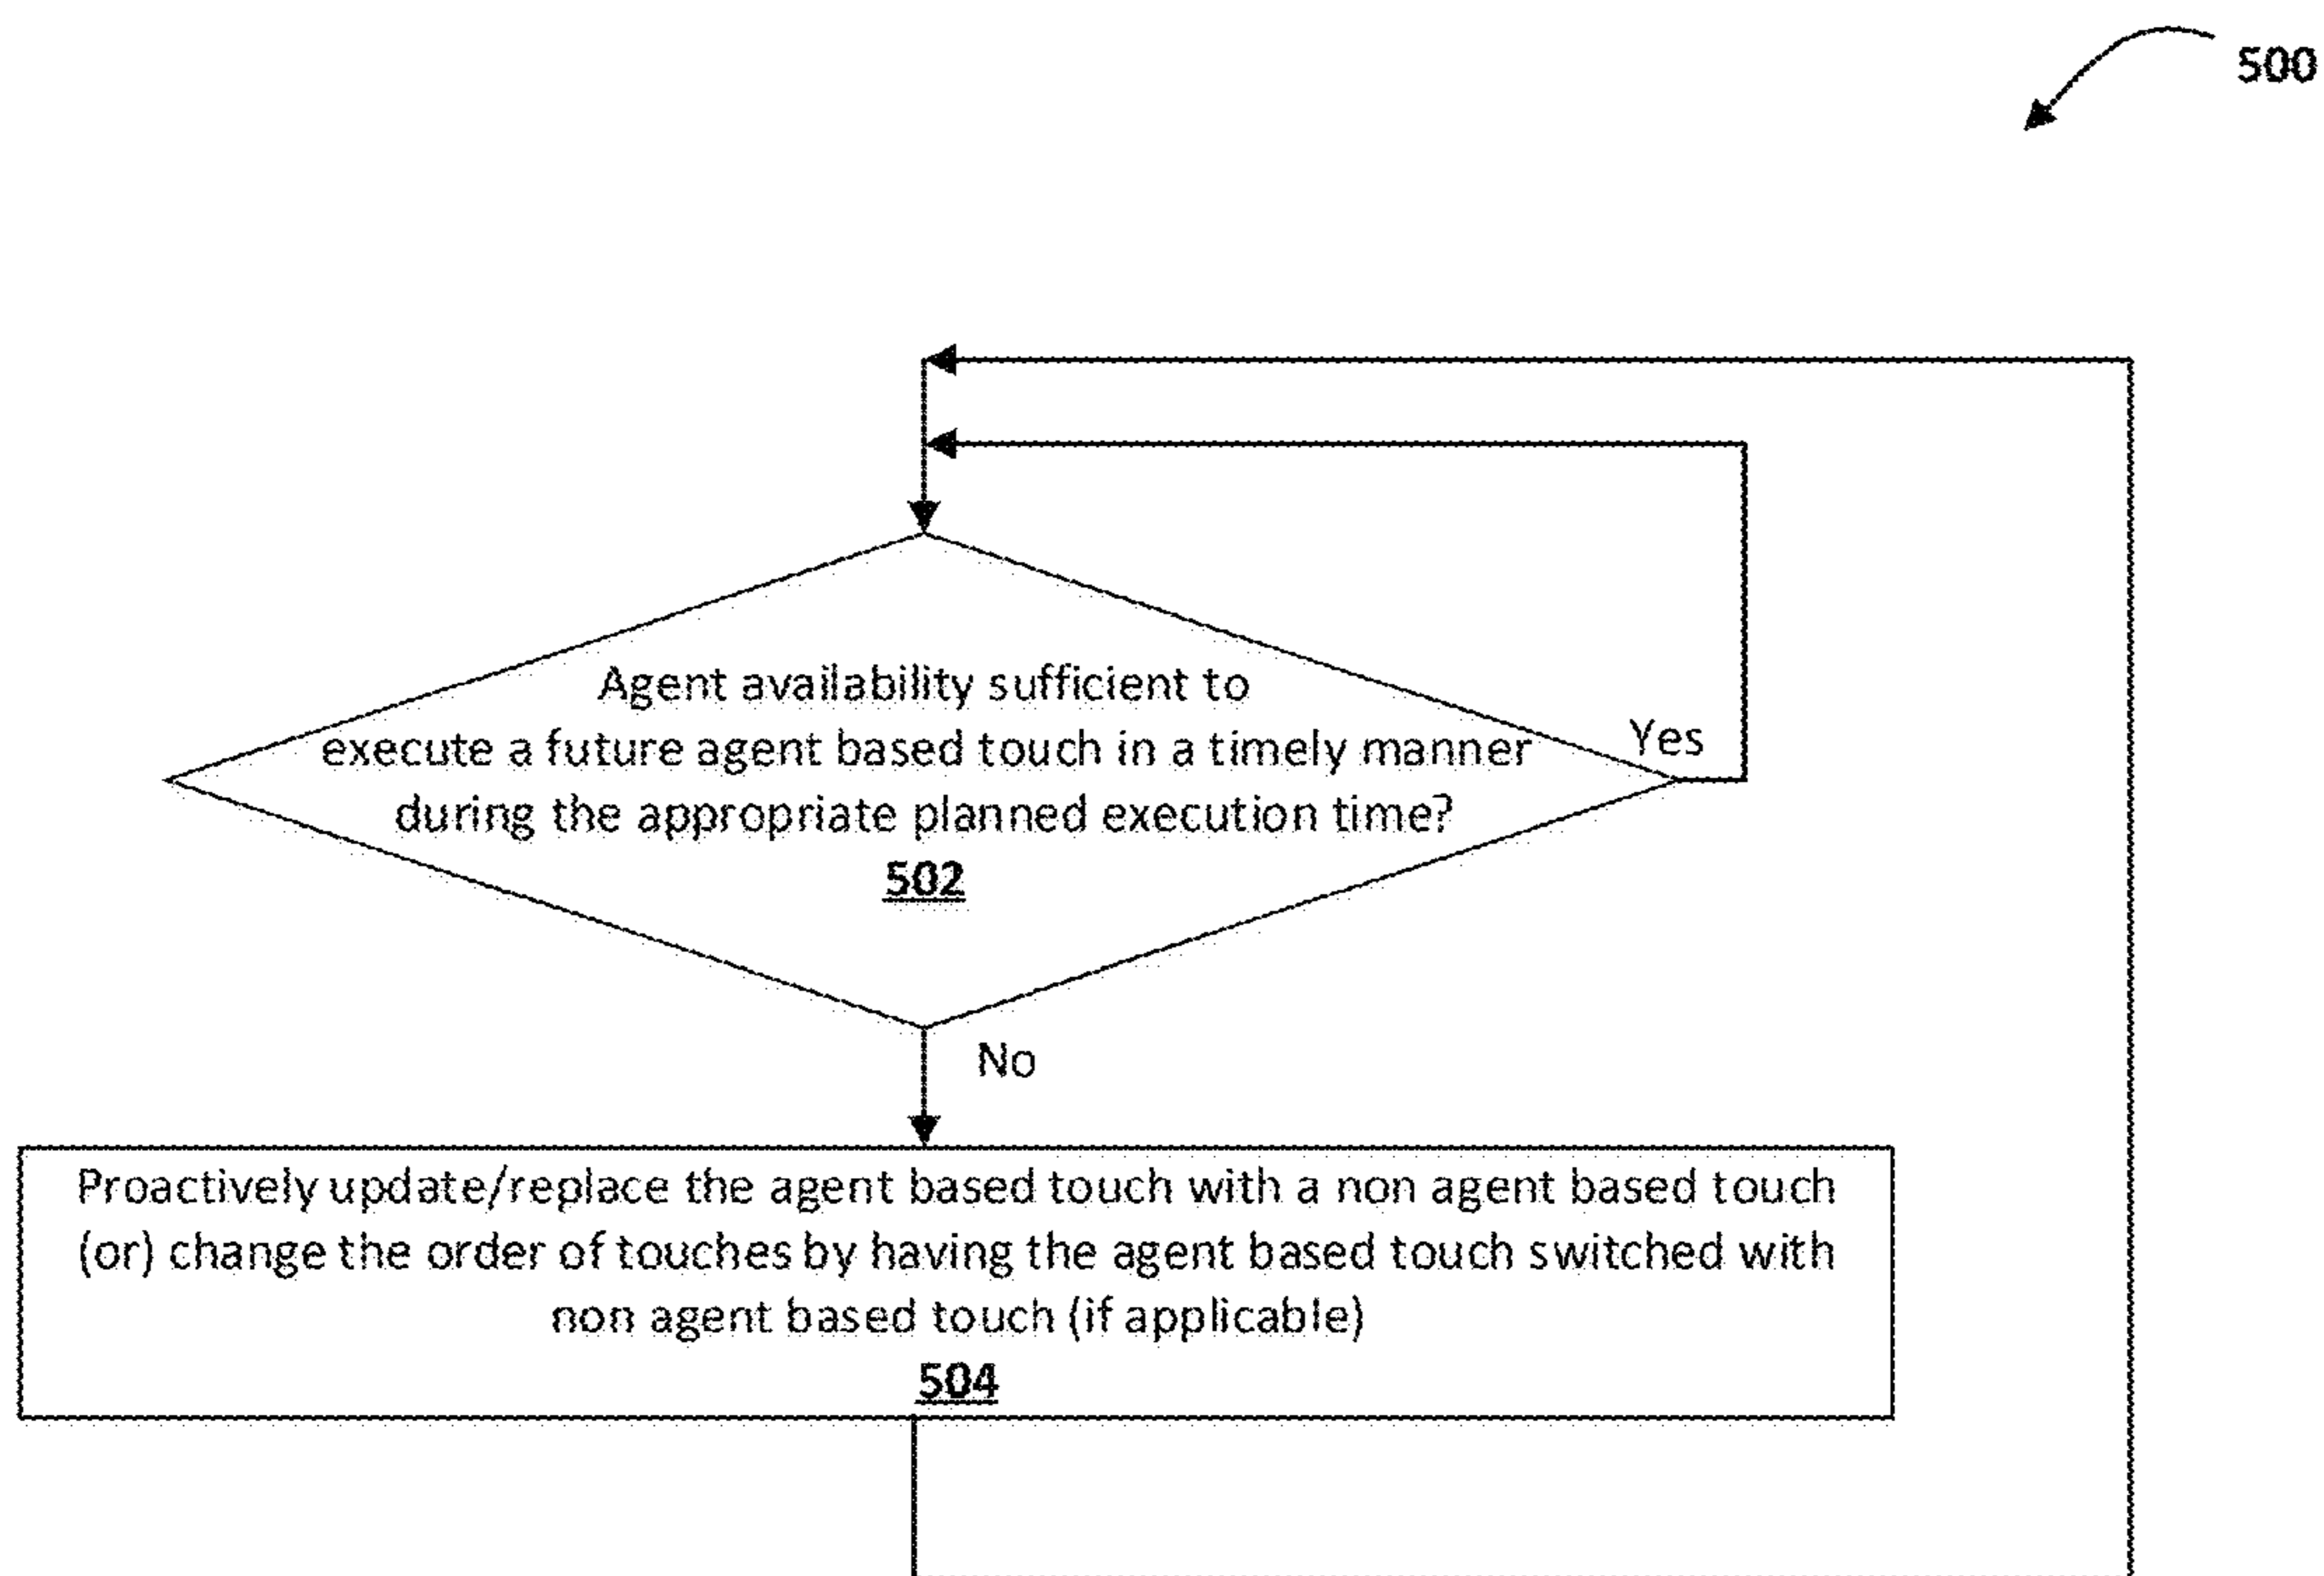 500
Agent availability sufficient to
execute a future agent based touch in a timely manner
during the appropriate planned execution time?
502
Yes
No
Proactively update/replace the agent based touch with a non agent based touch
(or) change the order of touches by having the agent based touch switched with
non agent based touch (if applicable)
504